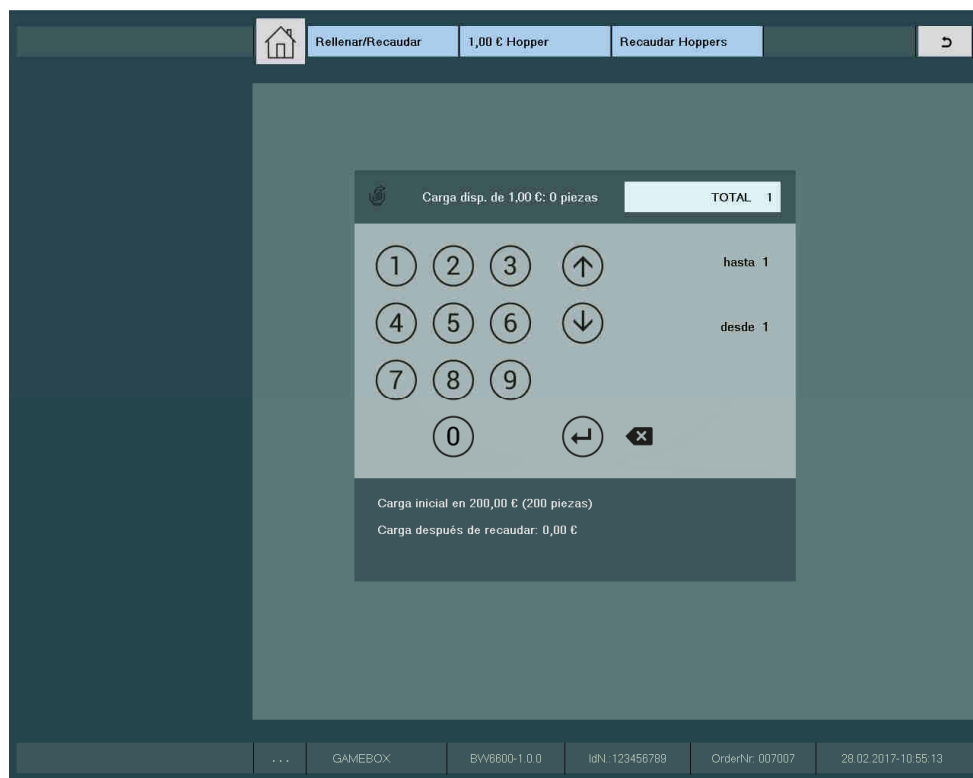 Rellenar/Recaudar 1,00 € Hopper Recaudar Hoppers
Carga disp. de 1,00 €: 0 piezas TOTAL 1
1 2 3 hasta 1
4 5 6 desde 1
7 8 9
0
Carga inicial en 200,00 € (200 piezas)
Carga después de recaudar: 0,00 €
... GAMEBOX BW6600-1.0.0 IdN.:123456789 OrderNr: 007007 28.02.2017-10:55:13